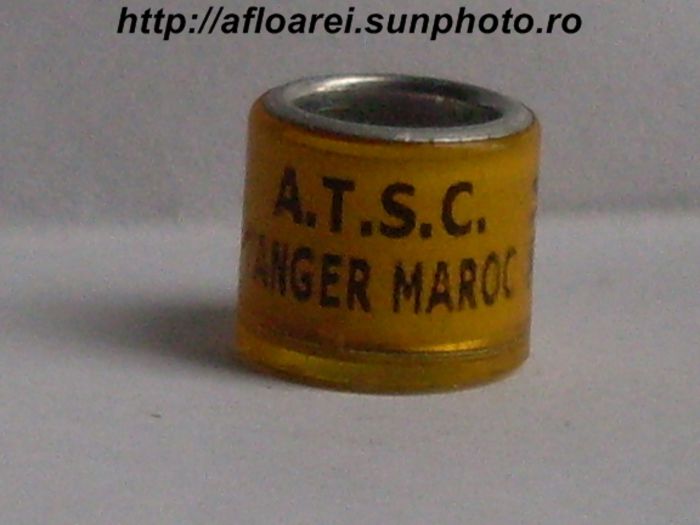 http://afloarei.sunphoto.ro
A.T.S.C.
TANGER MAROC